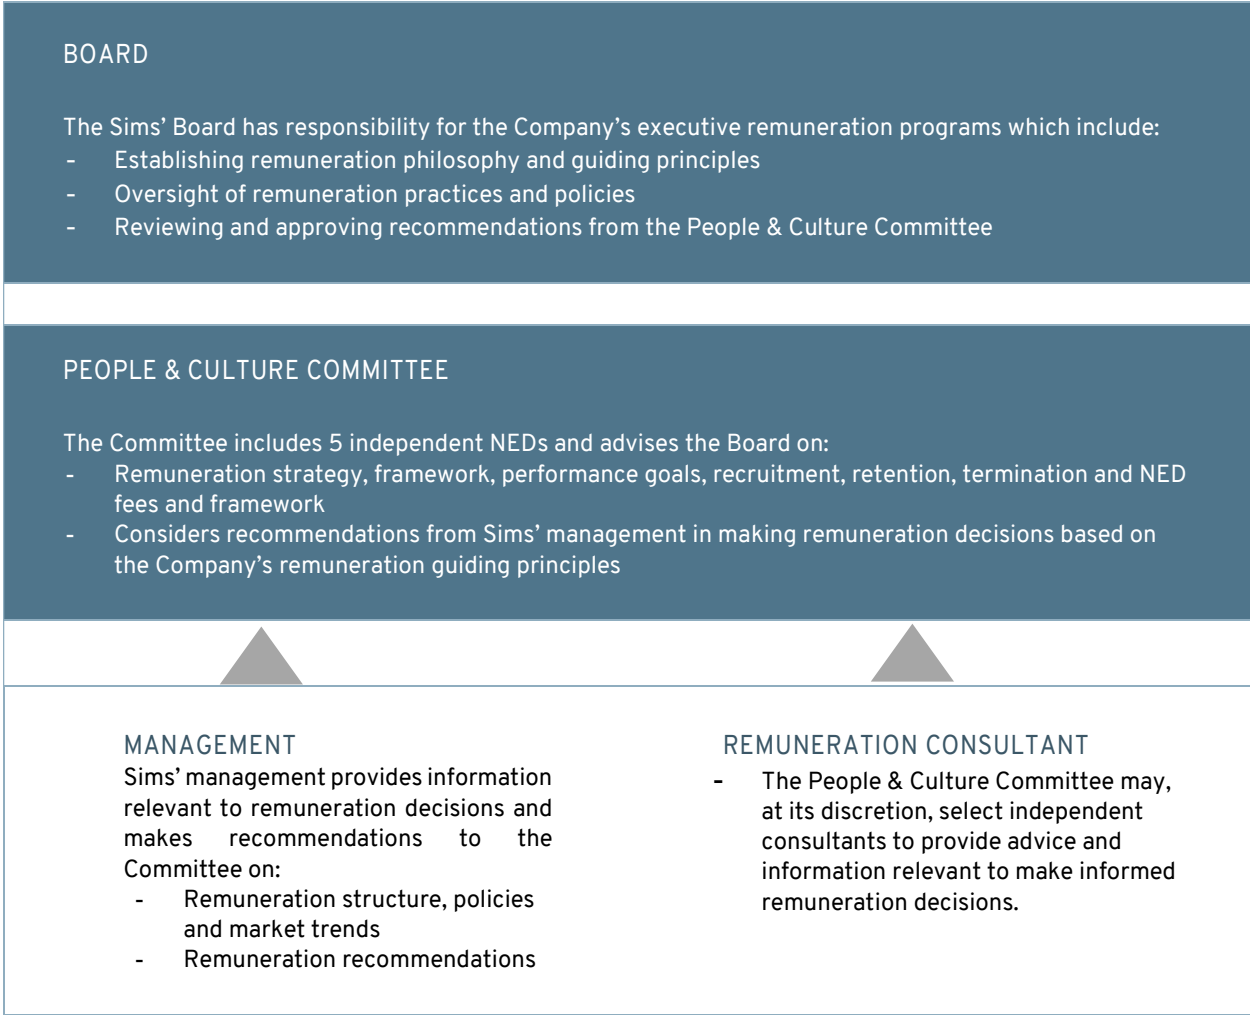 BOARD
The Sims’ Board has responsibility for the Company’s executive remuneration programs which include:
- Establishing remuneration philosophy and guiding principles
- Oversight of remuneration practices and policies
- Reviewing and approving recommendations from the People & Culture Committee
PEOPLE & CULTURE COMMITTEE
The Committee includes 5 independent NEDs and advises the Board on:
- Remuneration strategy, framework, performance goals, recruitment, retention, termination and NED
fees and framework
- Considers recommendations from Sims’ management in making remuneration decisions based on
the Company’s remuneration guiding principles
MANAGEMENT
Sims’ management provides information
relevant to remuneration decisions and
makes recommendations to the
Committee on:
- Remuneration structure, policies
and market trends
- Remuneration recommendations
REMUNERATION CONSULTANT
- The People & Culture Committee may,
at its discretion, select independent
consultants to provide advice and
information relevant to make informed
remuneration decisions.